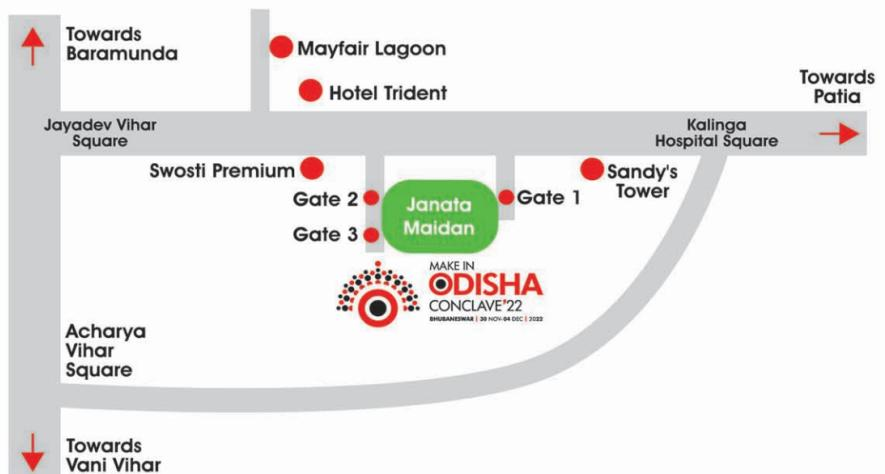 Towards
Baramunda
Mayfair Lagoon
Hotel Trident
Towards
Patia
Jayadev Vihar
Square
Kalinga
Hospital Square
Swosti Premium
Sandy's
Tower
Gate 2
Janata
Maidan
Gate 1
Gate 3
MAKE IN
ODISHA
CONCLAVE'22
BHUBANESWAR | 30 NOV-04 DEC | 2022
Acharya
Vihar
Square
Towards
Vani Vihar